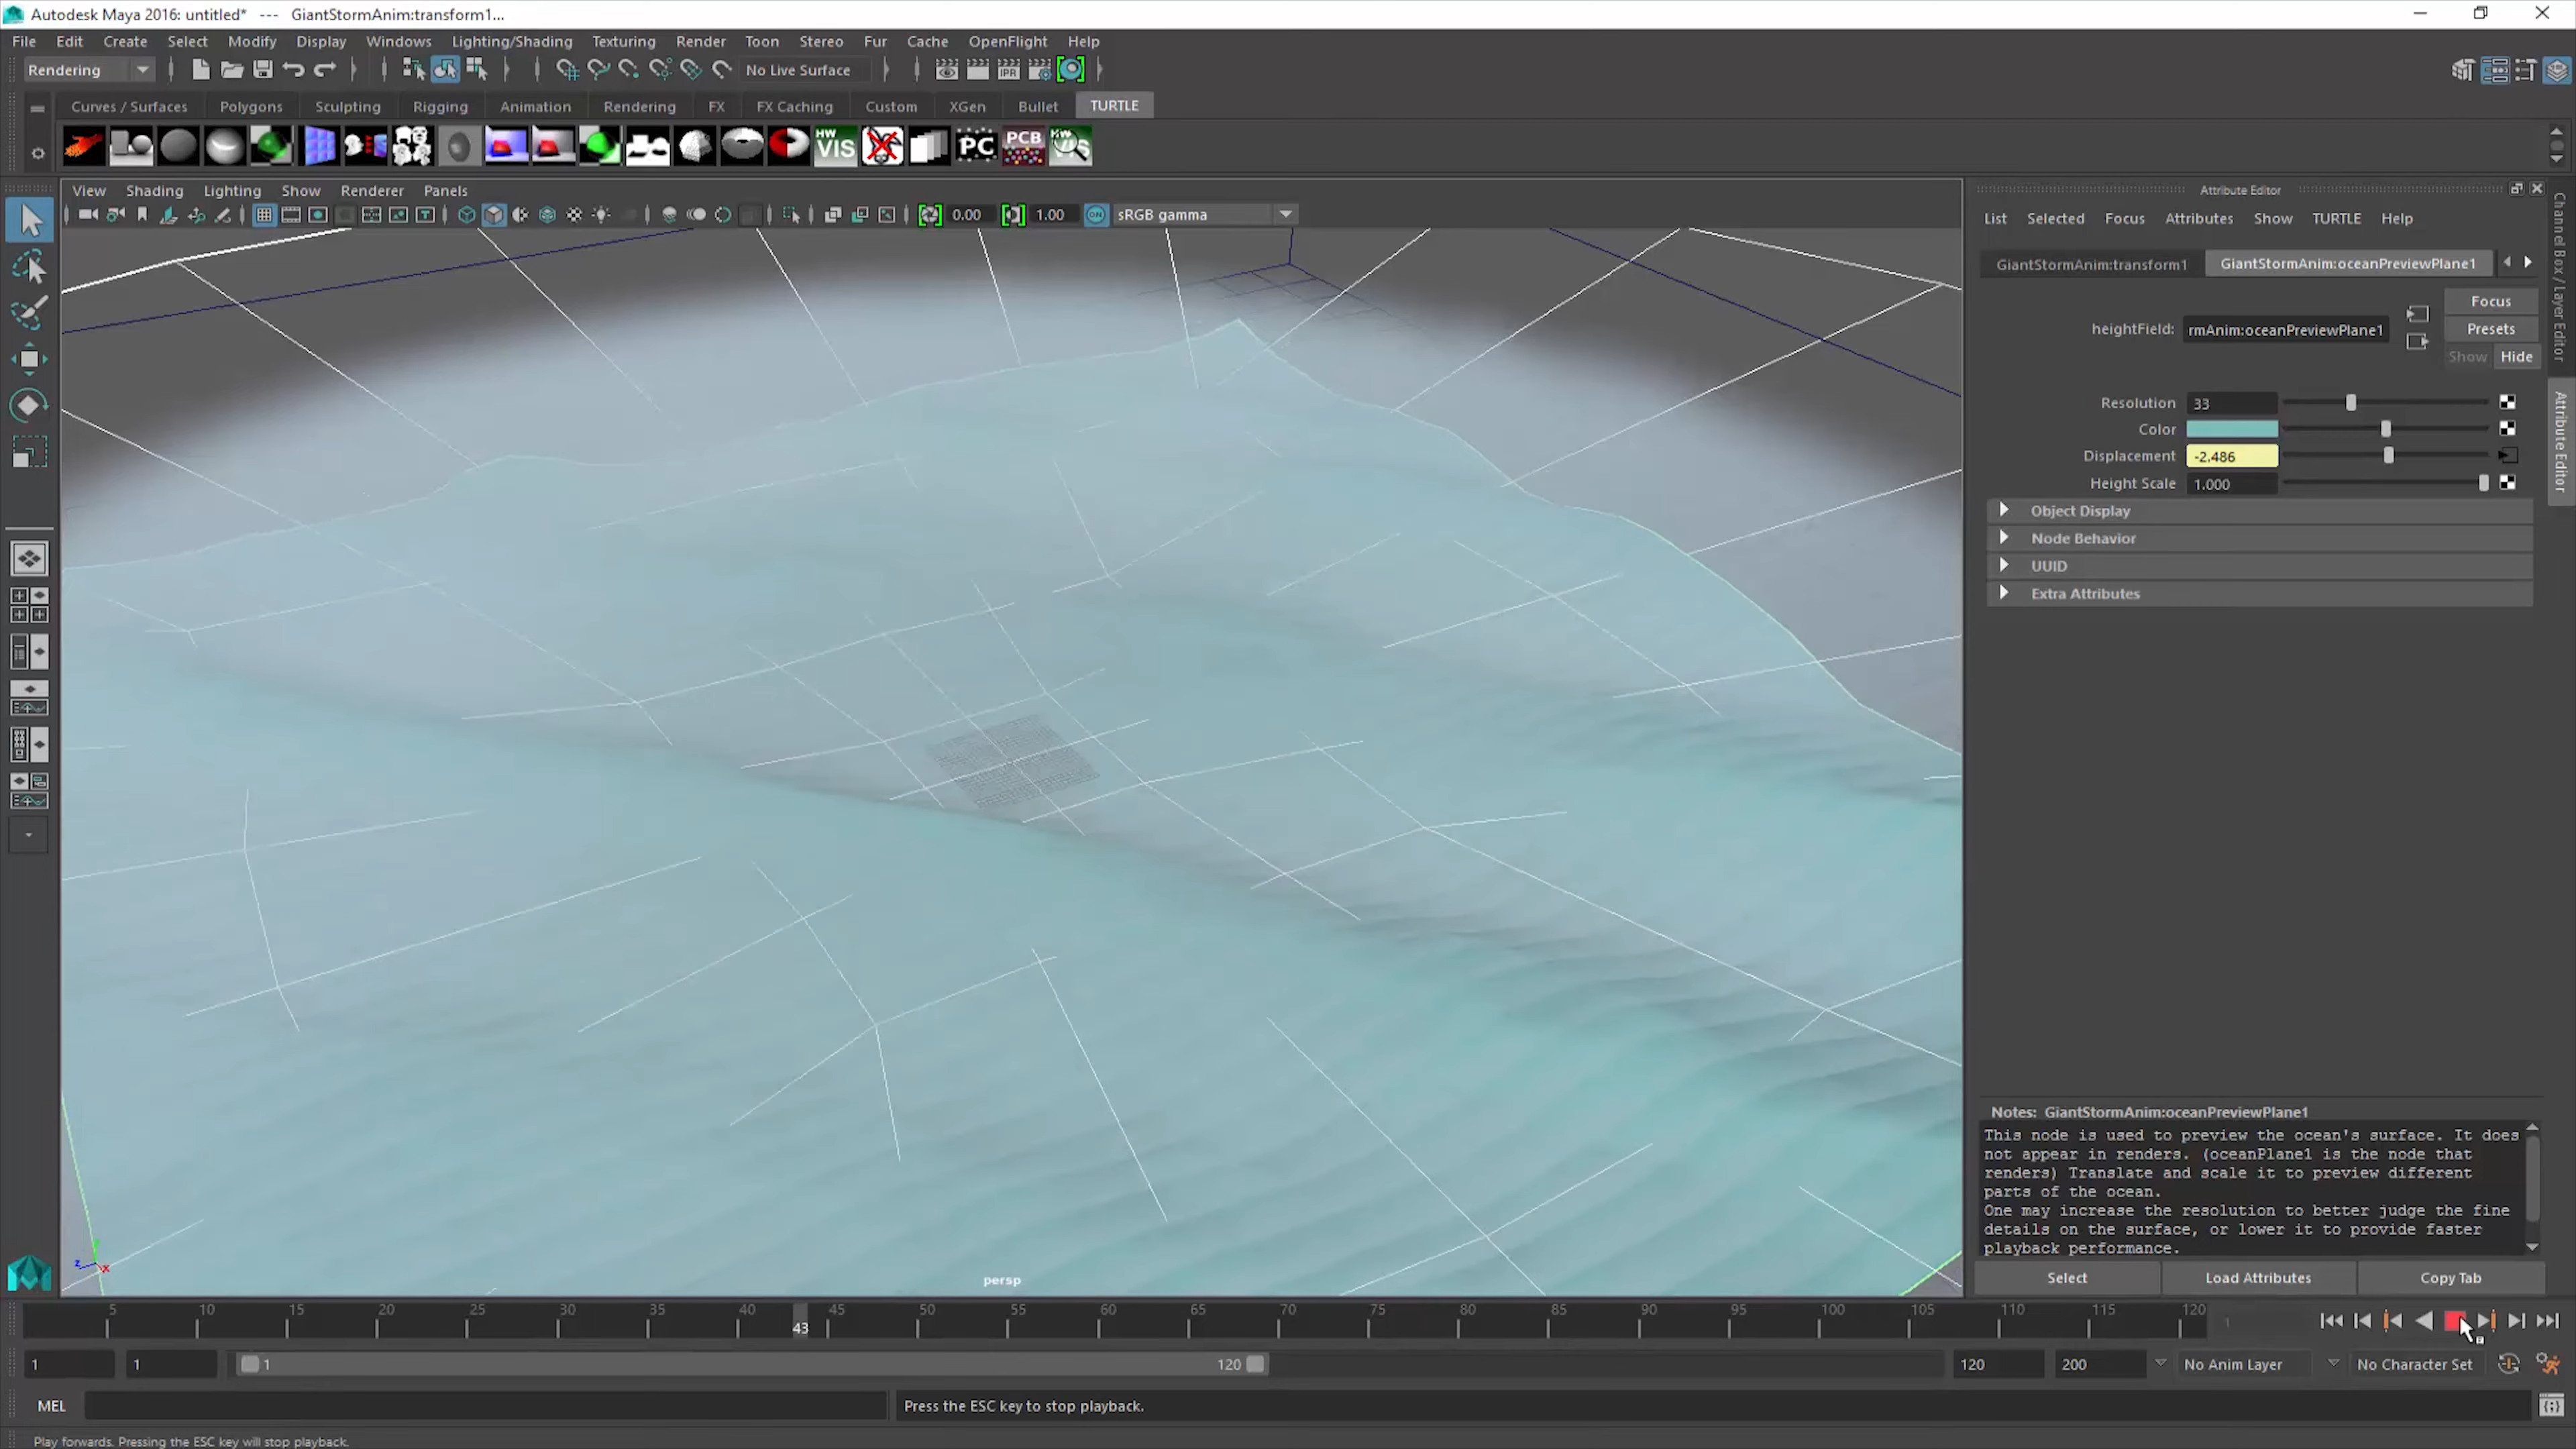 Autodesk Maya 2016: untitled* --- GiantStormAnim:transform1...
File Edit Create Select Modify Display Windows Lighting/Shading Texturing Render Toon Stereo Fur Cache OpenFlight Help
Rendering No Live Surface IPR
Curves / Surfaces Polygons Sculpting Rigging Animation Rendering FX FX Caching Custom XGen Bullet TURTLE
HW VIS PC PCB
View Shading Lighting Show Renderer Panels
0.00 1.00 ON sRGB gamma
Attribute Editor
List Selected Focus Attributes Show TURTLE Help
GiantStormAnim:transform1 GiantStormAnim:oceanPreviewPlane1
Focus
heightField: rmAnim:oceanPreviewPlane1 Presets
Show Hide
Resolution 33
Color
Displacement -2.486
Height Scale 1.000
Object Display
Node Behavior
UUID
Extra Attributes
Channel Box / Layer Editor
Attribute Editor
Notes: GiantStormAnim:oceanPreviewPlane1
This node is used to preview the ocean's surface. It does
not appear in renders. (oceanPlane1 is the node that
renders) Translate and scale it to preview different
parts of the ocean.
One may increase the resolution to better judge the fine
details on the surface, or lower it to provide faster
playback performance.
Select Load Attributes Copy Tab
y
z x
persp
5 10 15 20 25 30 35 40 45 50 55 60 65 70 75 80 85 90 95 100 105 110 115 120
43 1
1 1 1 120 120 200 No Anim Layer No Character Set
MEL Press the ESC key to stop playback.
Play forwards. Pressing the ESC key will stop playback.